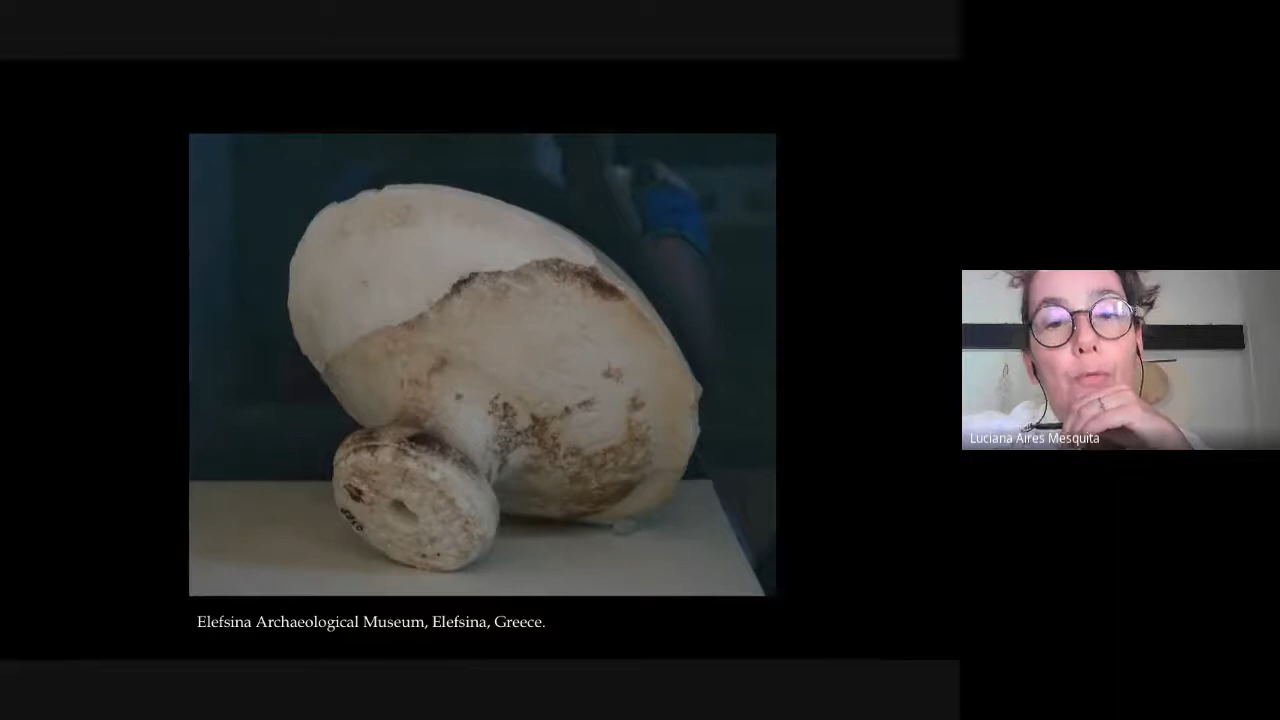 Elefsina Archaeological Museum, Elefsina, Greece.
Luciana Aires Mesquita